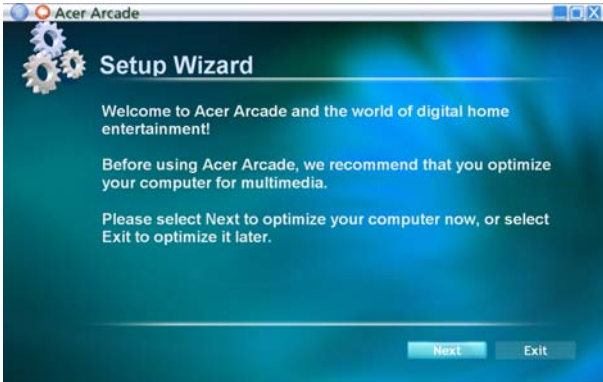 Acer Arcade
Setup Wizard
Welcome to Acer Arcade and the world of digital home
entertainment!
Before using Acer Arcade, we recommend that you optimize
your computer for multimedia.
Please select Next to optimize your computer now, or select
Exit to optimize it later.
Next Exit